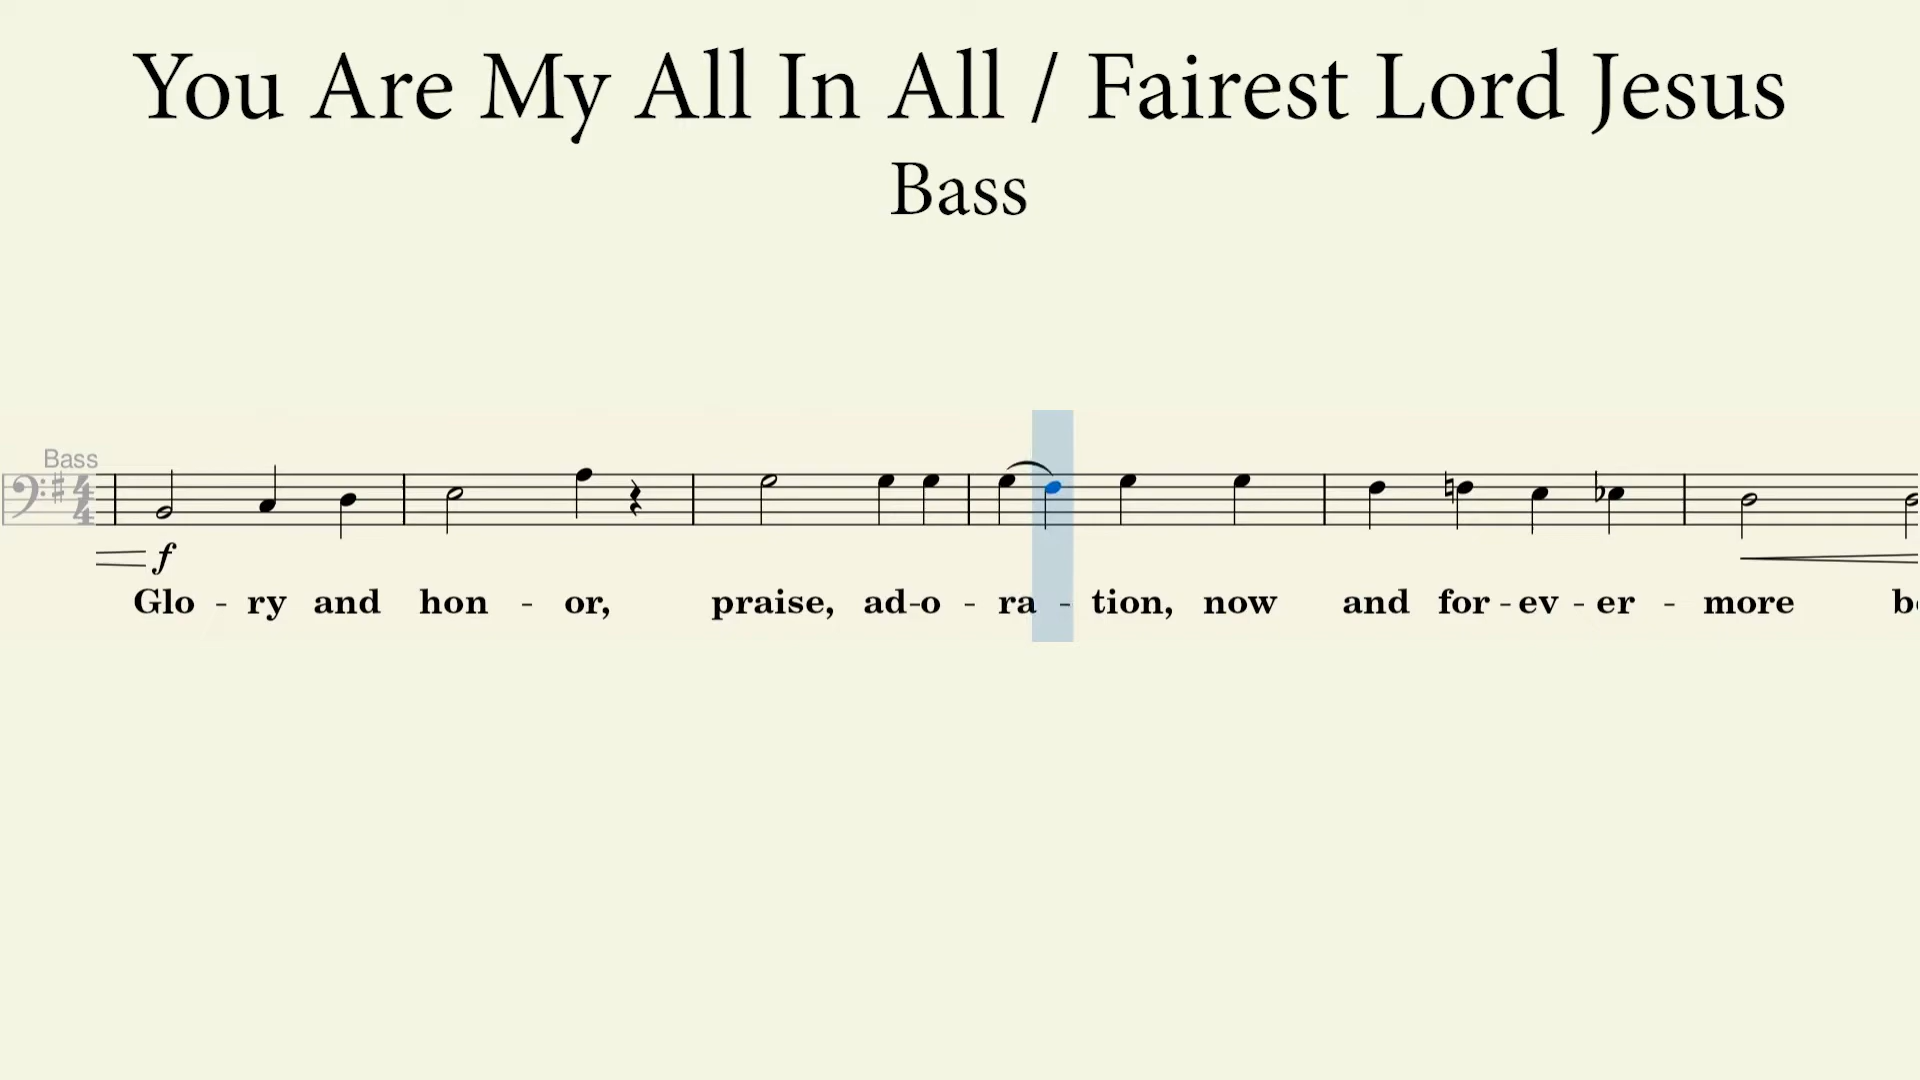 You Are My All In All / Fairest Lord Jesus
Bass
Bass
f
Glo - ry and hon - or, praise, ad-o - ra - tion, now and for - ev - er - more